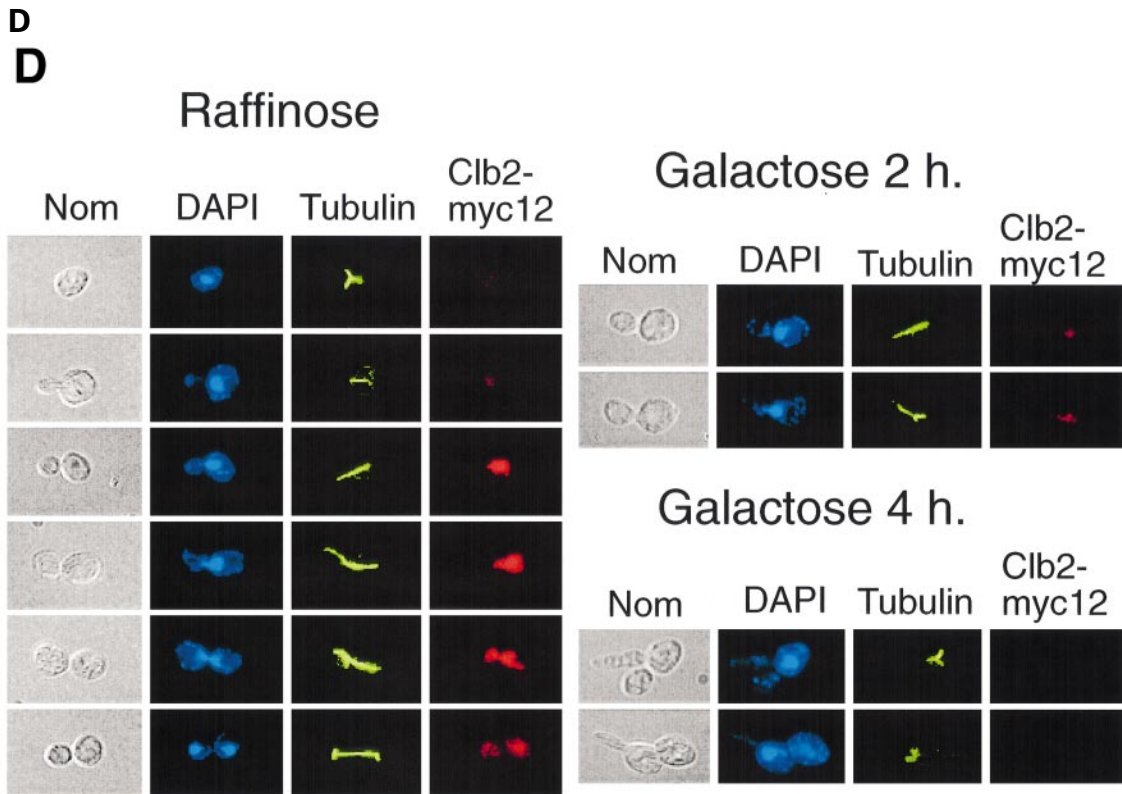 D
D
Raffinose
Nom DAPI Tubulin Clb2-
myc12
Galactose 2 h.
Nom DAPI Tubulin Clb2-
myc12
Galactose 4 h.
Nom DAPI Tubulin Clb2-
myc12